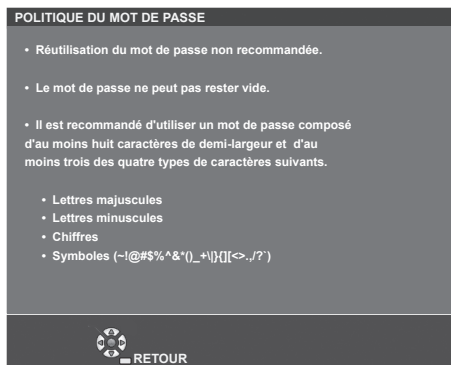 POLITIQUE DU MOT DE PASSE
• Réutilisation du mot de passe non recommandée.
• Le mot de passe ne peut pas rester vide.
• Il est recommandé d'utiliser un mot de passe composé
d'au moins huit caractères de demi-largeur et d'au
moins trois des quatre types de caractères suivants.
• Lettres majuscules
• Lettres minuscules
• Chiffres
• Symboles (~!@#$%^&*()_+\|}{][<>.,/?`)
RETOUR